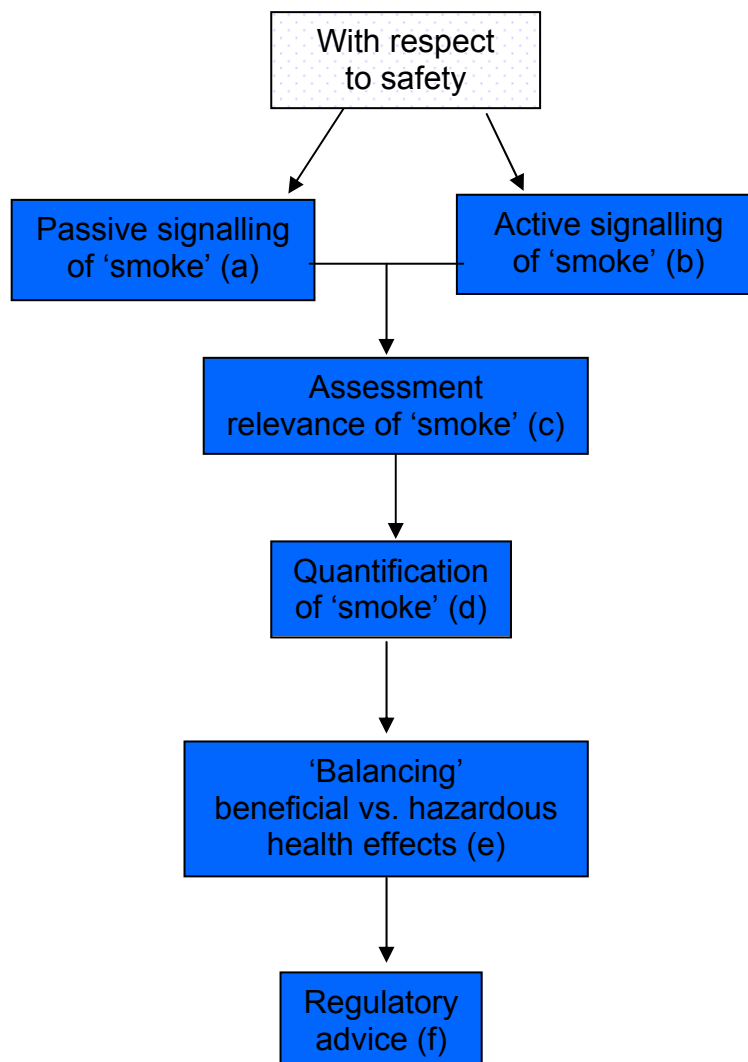 With respect
to safety
Passive signalling
of ‘smoke’ (a)
Active signalling
of ‘smoke’ (b)
Assessment
relevance of ‘smoke’ (c)
Quantification
of ‘smoke’ (d)
‘Balancing’
beneficial vs. hazardous
health effects (e)
Regulatory
advice (f)